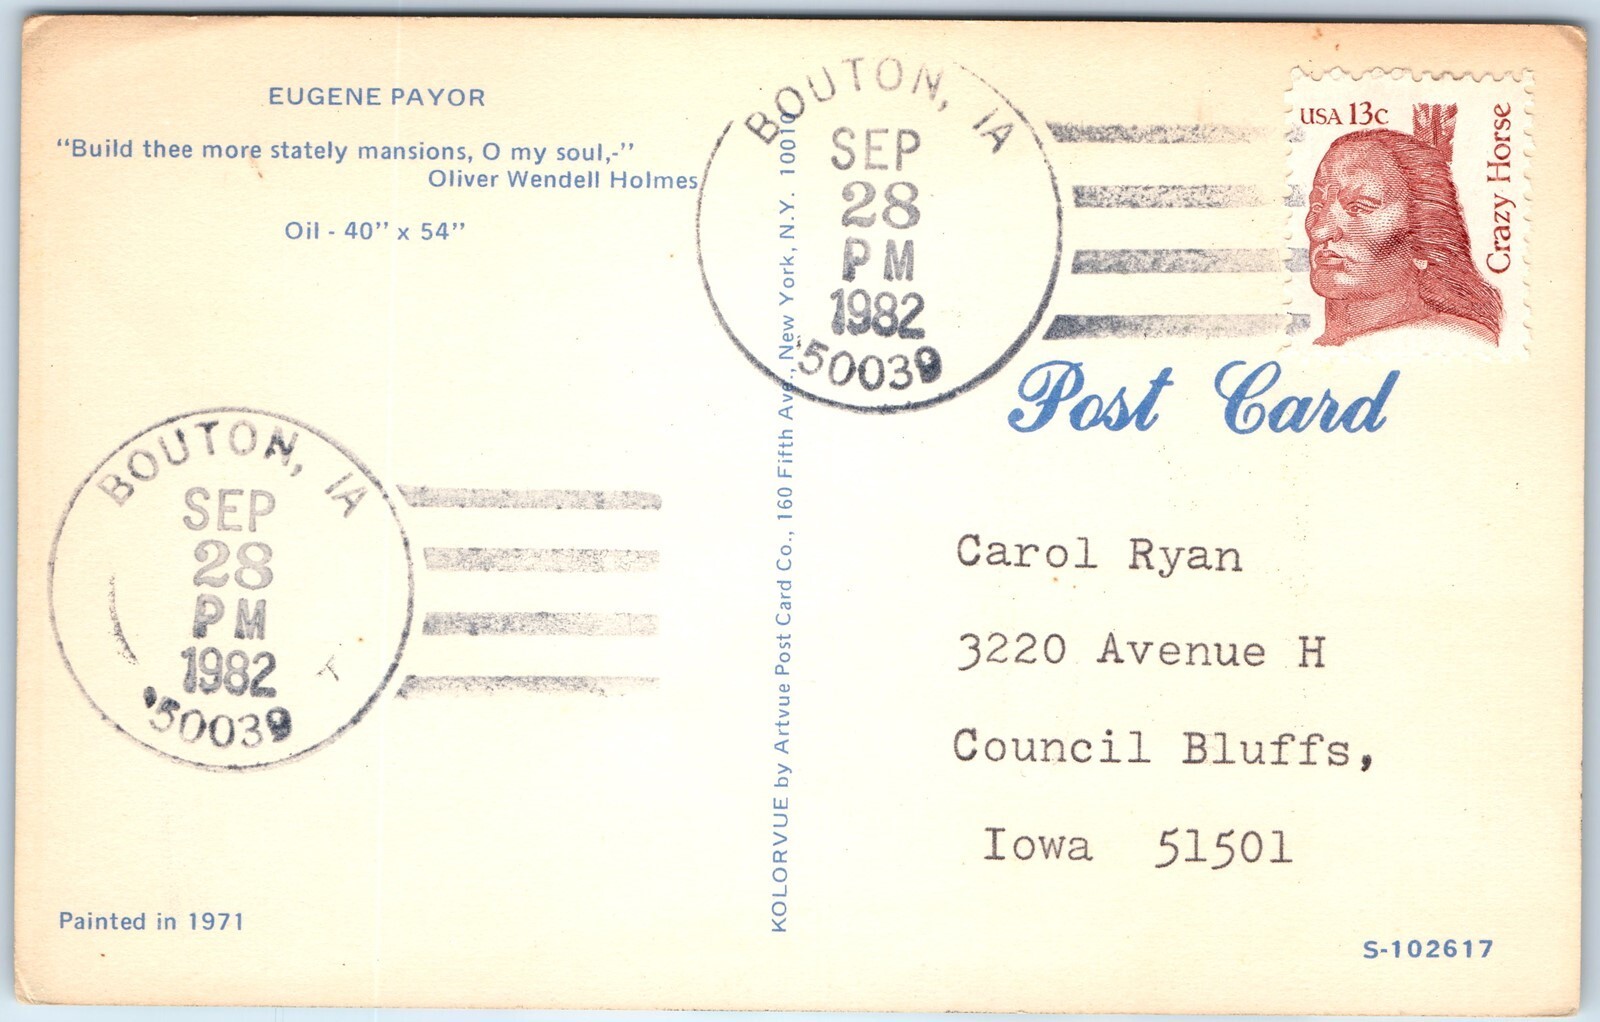 EUGENE PAYOR
"Build thee more stately mansions, O my soul,-"
Oliver Wendell Holmes
Oil - 40" x 54"
BOUTON, IA
SEP
28
PM
1982
50039
USA 13c
Crazy Horse
Post Card
BOUTON, IA
SEP
28
PM
1982
50039
KOLORVUE by Artvue Post Card Co., 160 Fifth Ave., New York, N.Y. 10010
Carol Ryan
3220 Avenue H
Council Bluffs,
Iowa 51501
Painted in 1971
S-102617